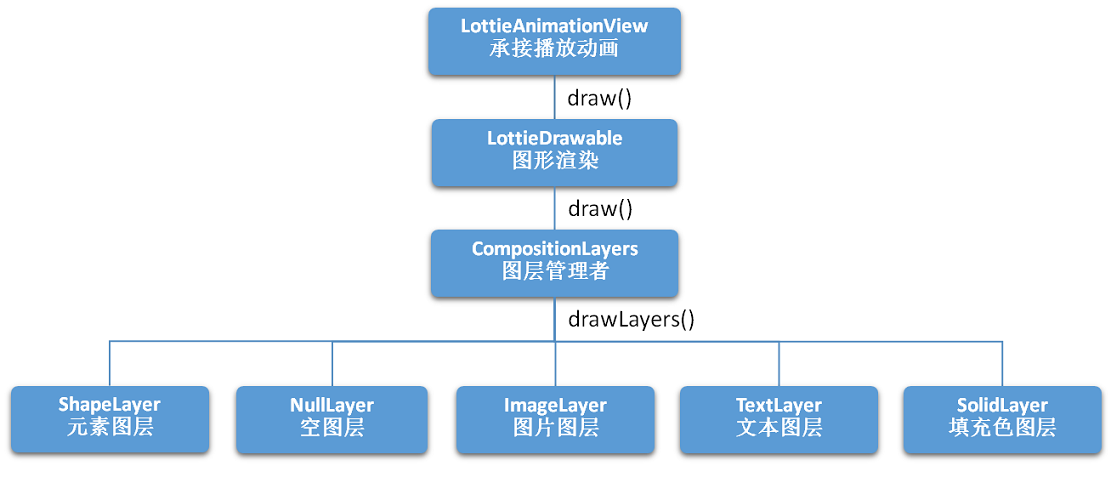 LottieAnimationView
承接播放动画
draw()
LottieDrawable
图形渲染
draw()
CompositionLayers
图层管理者
drawLayers()
ShapeLayer
元素图层
NullLayer
空图层
ImageLayer
图片图层
TextLayer
文本图层
SolidLayer
填充色图层